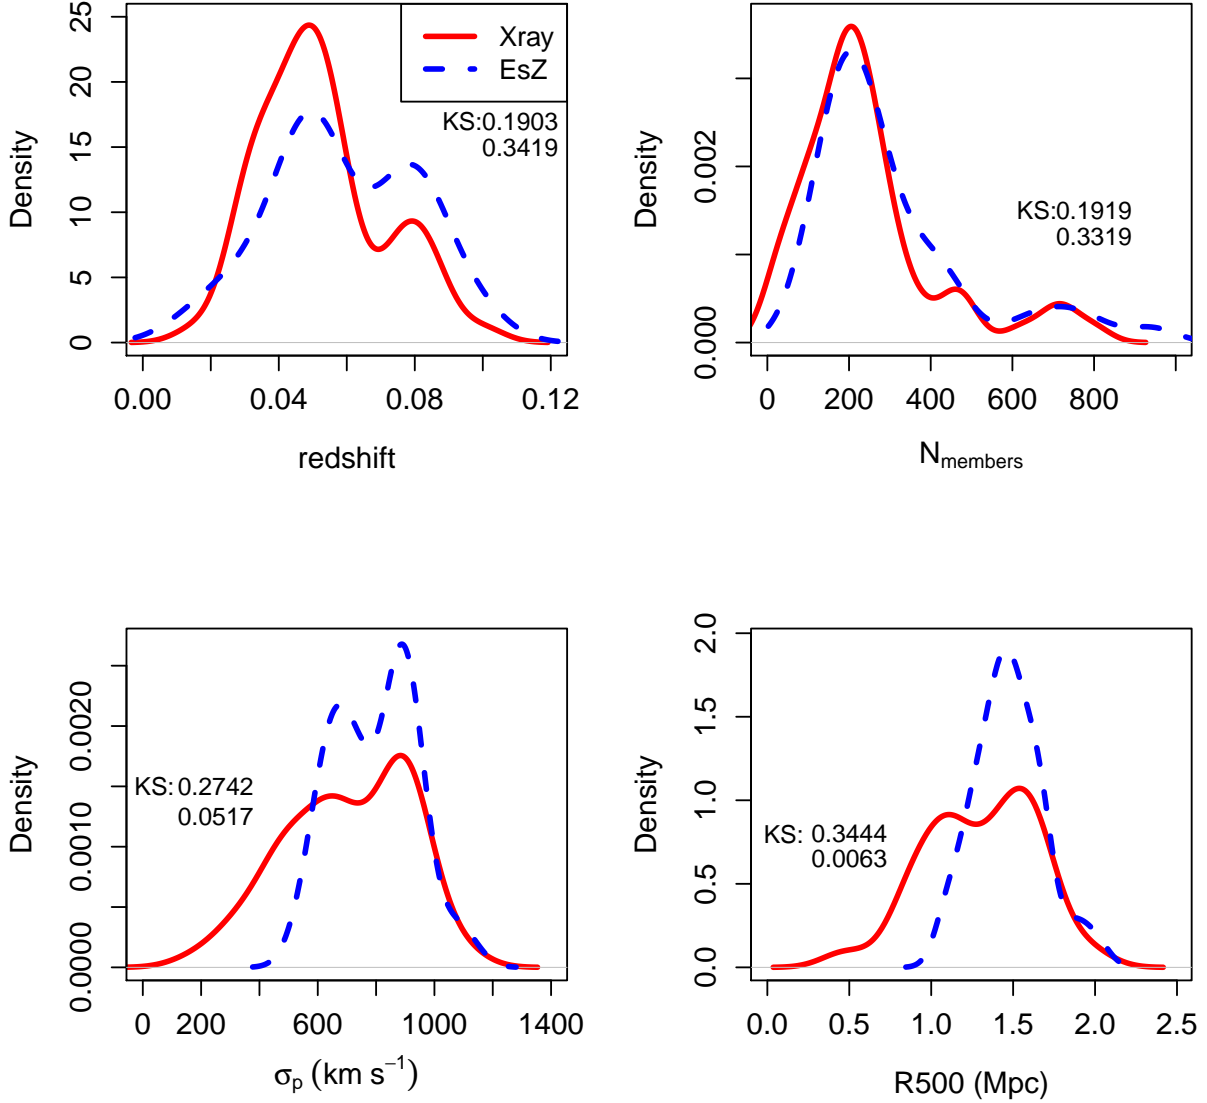 Xray
EsZ
KS:0.1903
0.3419
Density
0 5 10 15 20 25
0.00 0.04 0.08 0.12
redshift
KS:0.1919
0.3319
Density
0.000 0.002
0 200 400 600 800
N_members
KS: 0.2742
0.0517
Density
0.0000 0.0010 0.0020
0 200 600 1000 1400
σp (km s−1)
KS: 0.3444
0.0063
Density
0.0 0.5 1.0 1.5 2.0
0.0 0.5 1.0 1.5 2.0 2.5
R500 (Mpc)